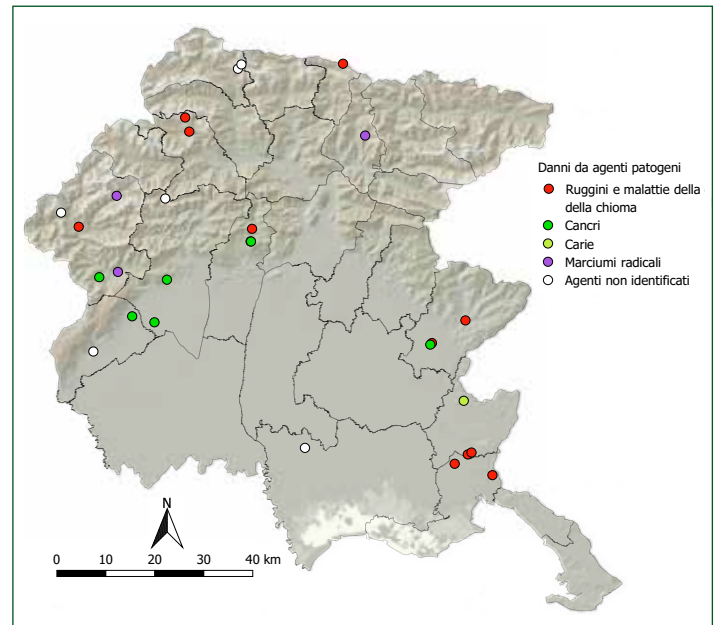 Danni da agenti patogeni
Ruggini e malattie della
della chioma
Cancri
Carie
Marciumi radicali
Agenti non identificati
N
0 10 20 30 40 km